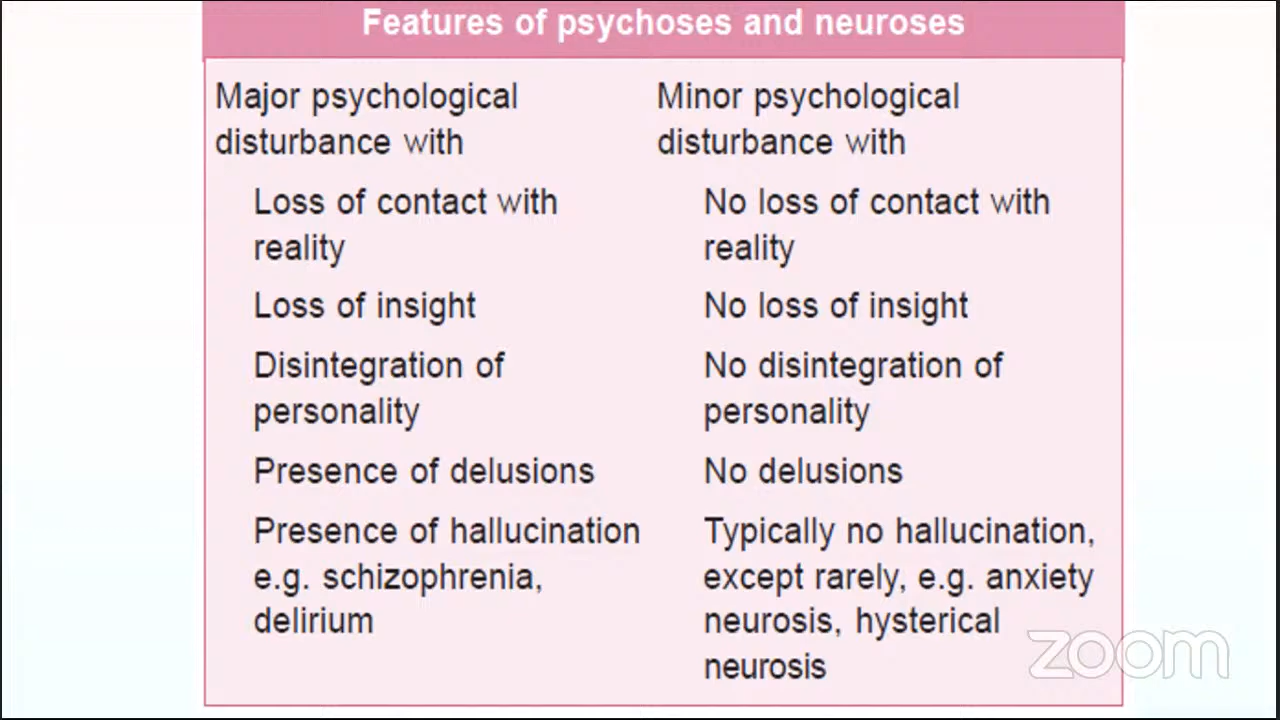 Features of psychoses and neuroses
Major psychological
disturbance with
Loss of contact with
reality
Loss of insight
Disintegration of
personality
Presence of delusions
Presence of hallucination
e.g. schizophrenia,
delirium
Minor psychological
disturbance with
No loss of contact with
reality
No loss of insight
No disintegration of
personality
No delusions
Typically no hallucination,
except rarely, e.g. anxiety
neurosis, hysterical
neurosis
zoom